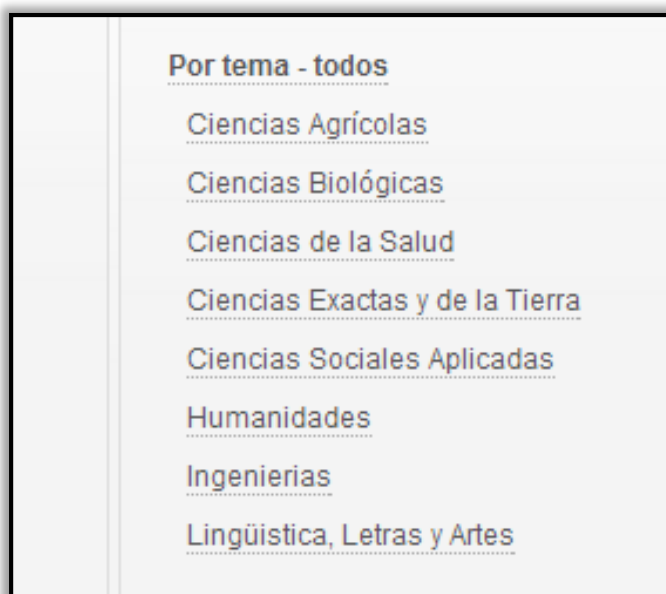 Por tema - todos
Ciencias Agrícolas
Ciencias Biológicas
Ciencias de la Salud
Ciencias Exactas y de la Tierra
Ciencias Sociales Aplicadas
Humanidades
Ingenierias
Lingüistica, Letras y Artes